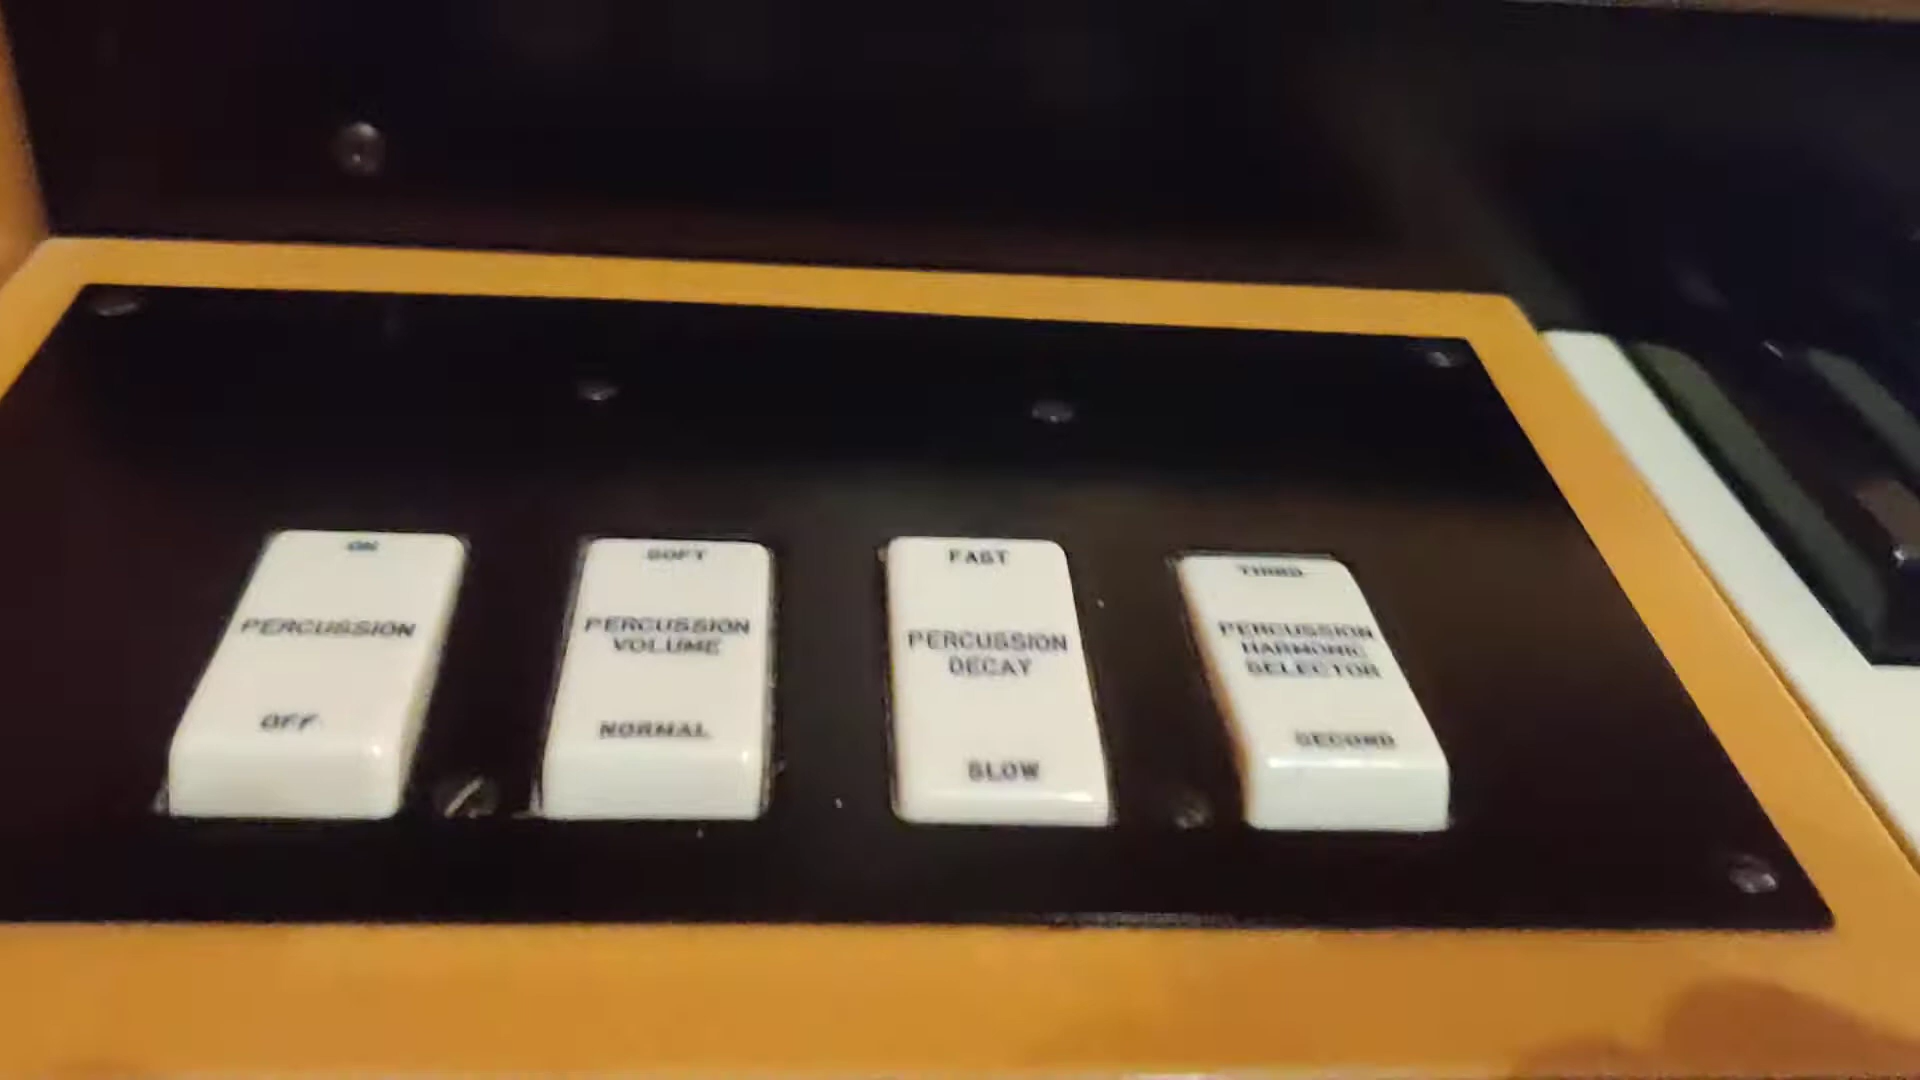 ON
PERCUSSION
OFF
SOFT
PERCUSSION
VOLUME
NORMAL
FAST
PERCUSSION
DECAY
SLOW
THIRD
PERCUSSION
HARMONIC
SELECTOR
SECOND